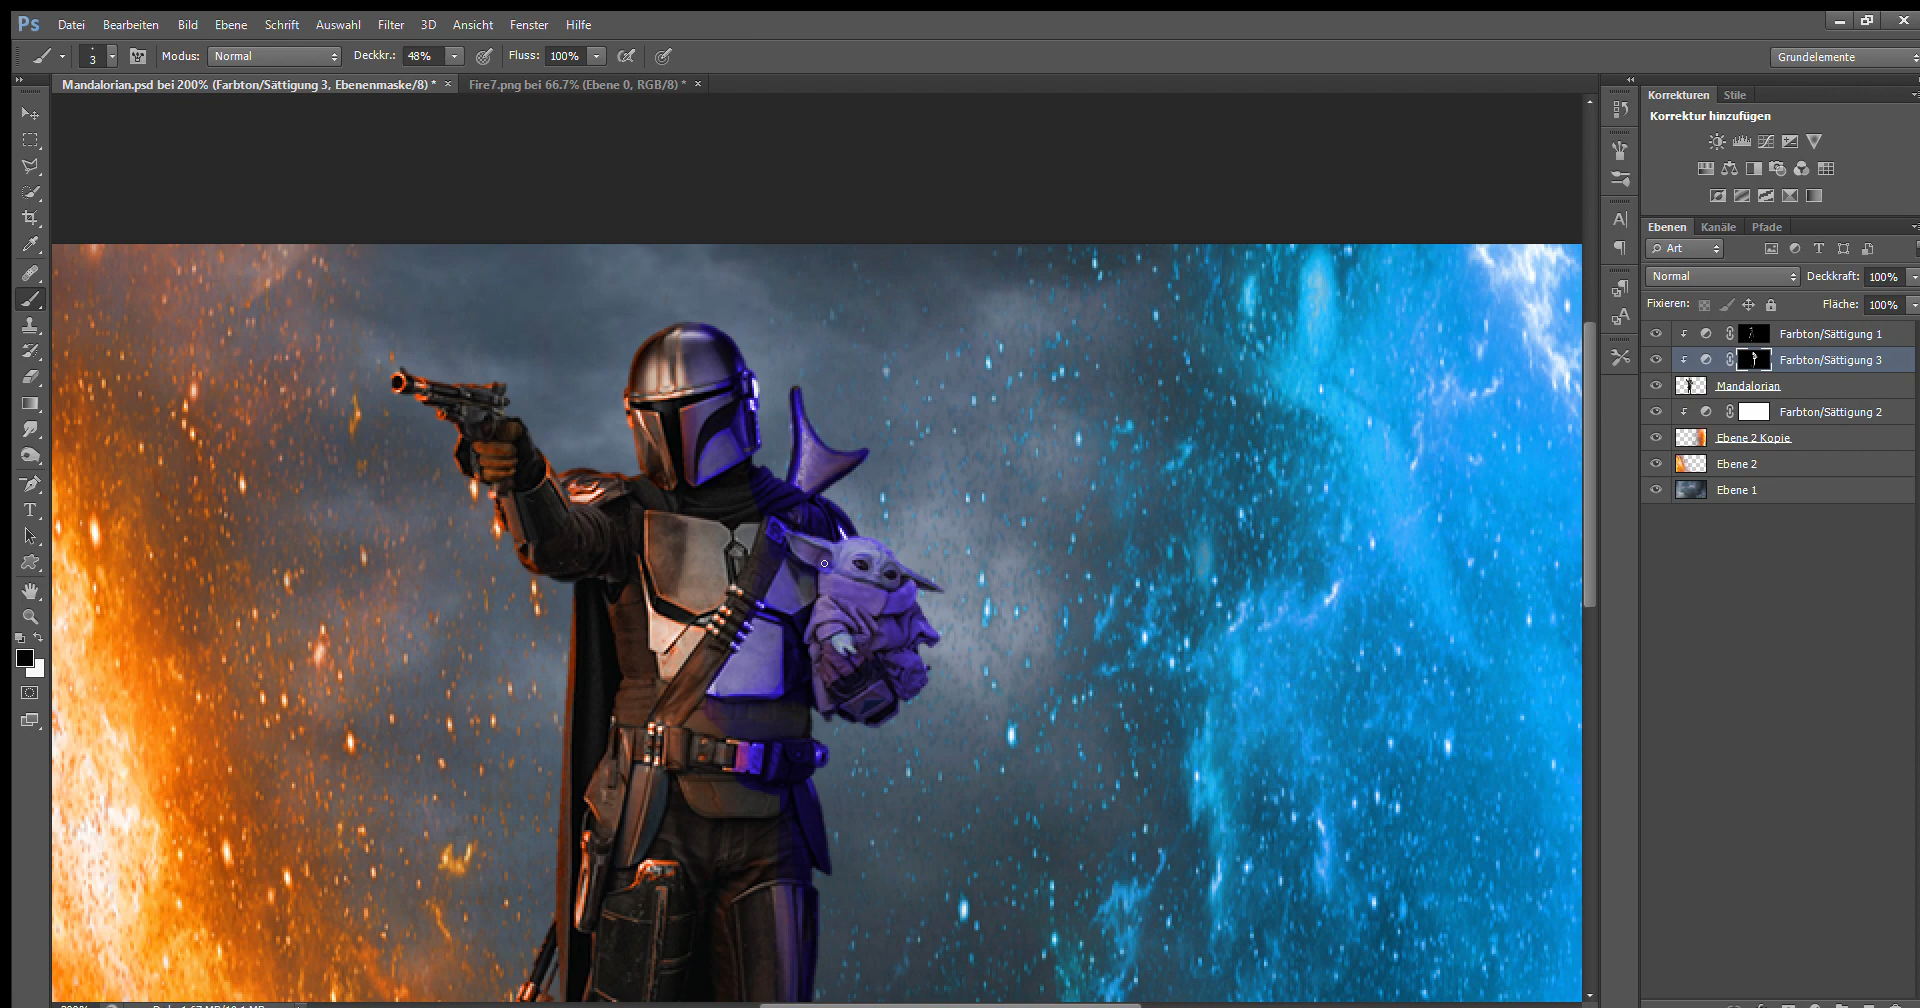 Ps Datei Bearbeiten Bild Ebene Schrift Auswahl Filter 3D Ansicht Fenster Hilfe
3 Modus: Normal Deckkr.: 48% Fluss: 100% Grundelemente
Mandalorian.psd bei 200% (Farbton/Sättigung 3, Ebenenmaske/8) * × Fire7.png bei 66.7% (Ebene 0, RGB/8) * ×
Korrekturen Stile
Korrektur hinzufügen
Ebenen Kanäle Pfade
Art
Normal Deckkraft: 100%
Fixieren: Fläche: 100%
Farbton/Sättigung 1
Farbton/Sättigung 3
Mandalorian
Farbton/Sättigung 2
Ebene 2 Kopie
Ebene 2
Ebene 1